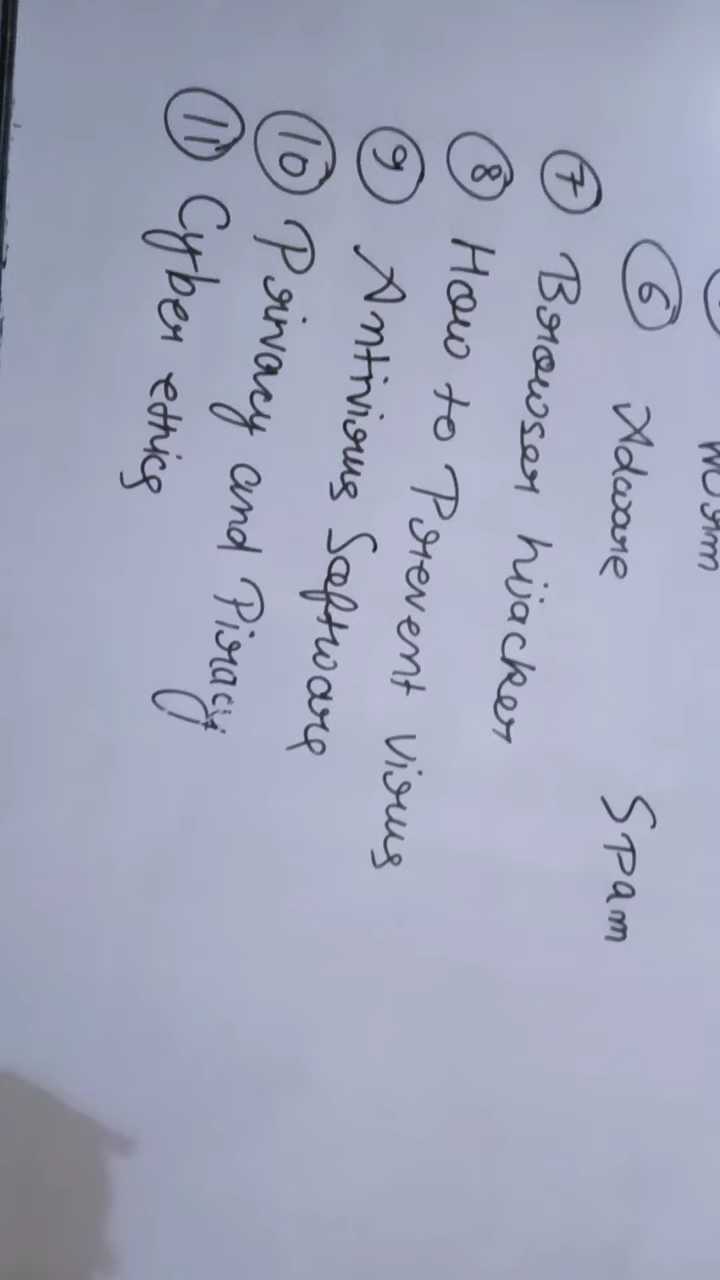 worm
⑥ Adware Spam
⑦ Browser hijacker
⑧ How to Prevent Virus
⑨ Antivirus Software
⑩ Privacy and Piracy
⑪ Cyber ethics